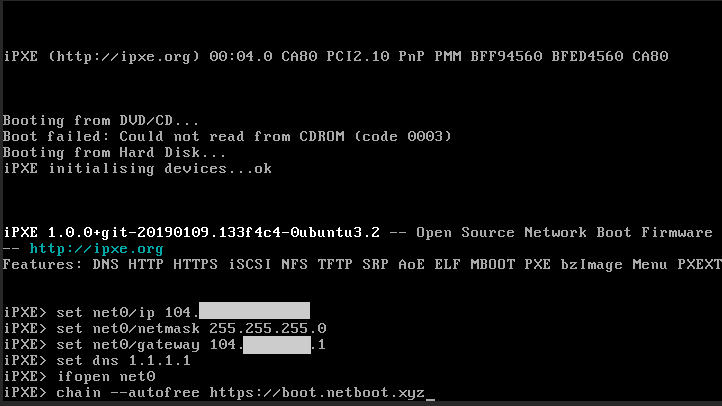 iPXE (http://ipxe.org) 00:04.0 CA80 PCI2.10 PnP PMM BFF94560 BFED4560 CA80
Booting from DVD/CD...
Boot failed: Could not read from CDROM (code 0003)
Booting from Hard Disk...
iPXE initialising devices...ok
iPXE 1.0.0+git-20190109.133f4c4-0ubuntu3.2 -- Open Source Network Boot Firmware
-- http://ipxe.org
Features: DNS HTTP HTTPS iSCSI NFS TFTP SRP AoE ELF MBOOT PXE bzImage Menu PXEXT
iPXE> set net0/ip 104.
iPXE> set net0/netmask 255.255.255.0
iPXE> set net0/gateway 104. .1
iPXE> set dns 1.1.1.1
iPXE> ifopen net0
iPXE> chain --autofree https://boot.netboot.xyz_